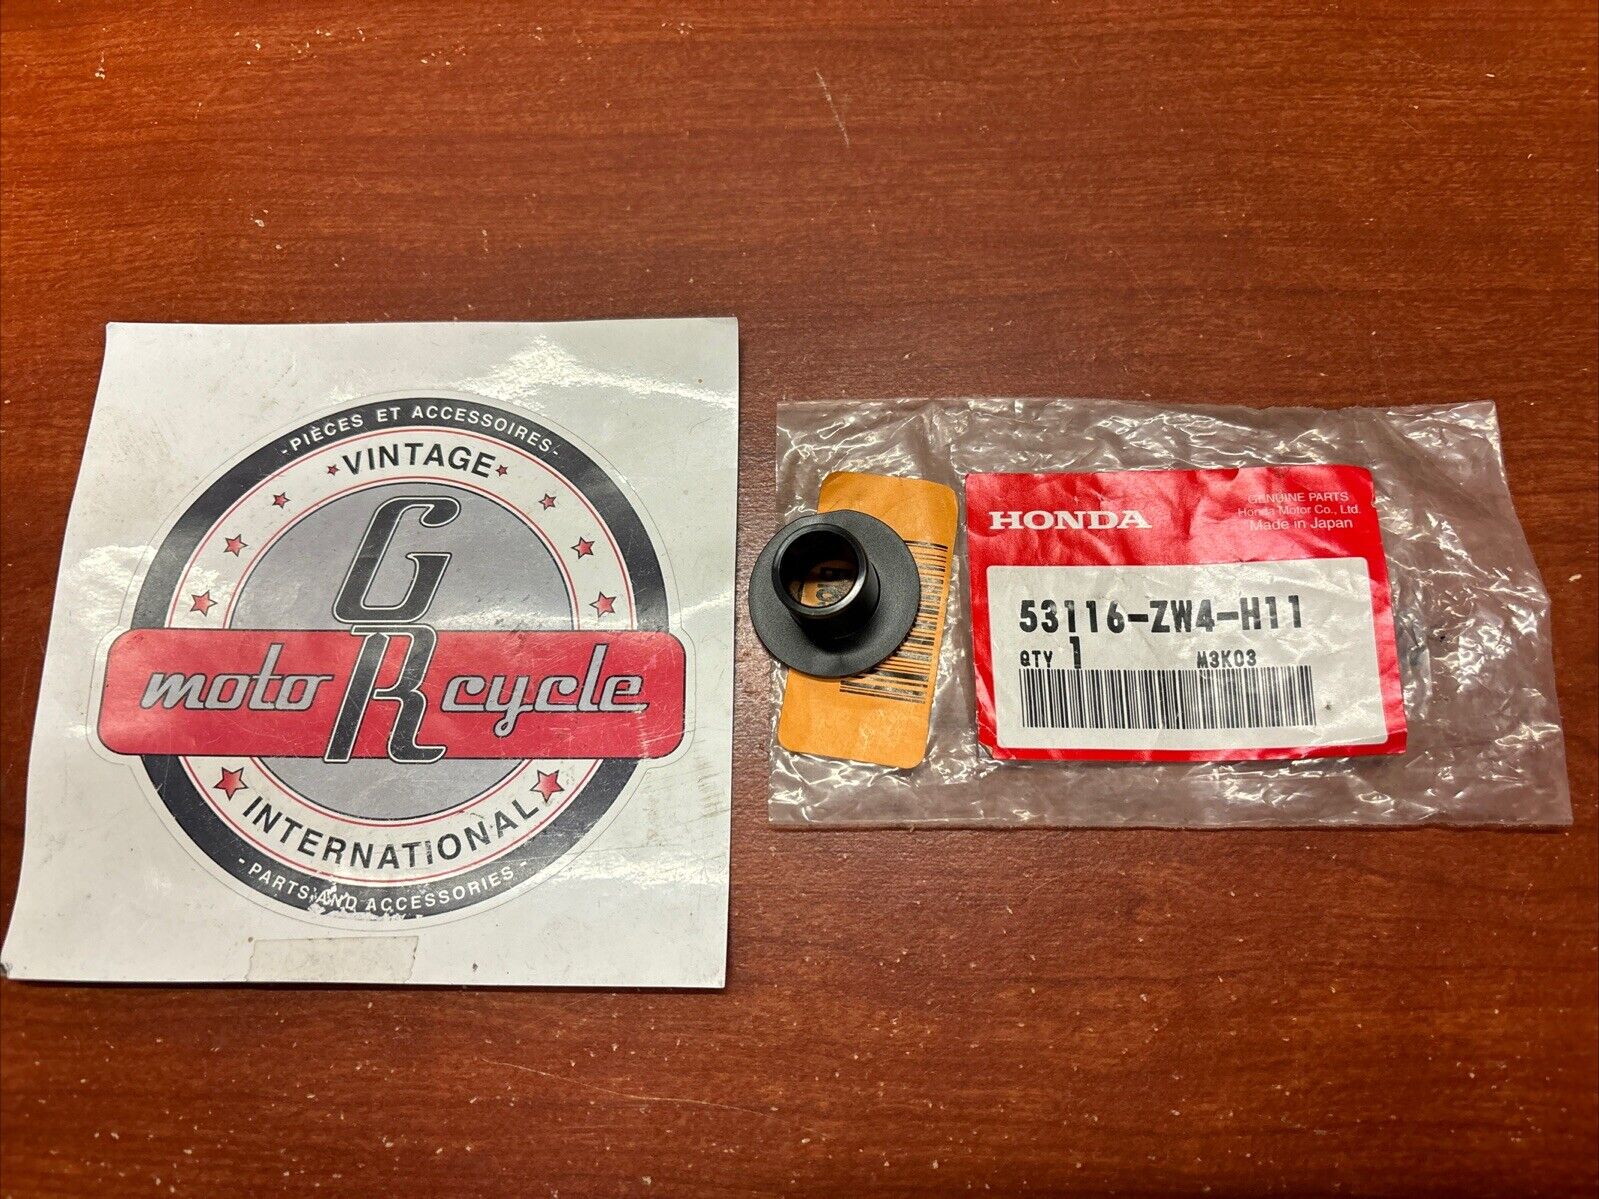 -PIÈCES ET ACCESSOIRES-
VINTAGE
GR
moto cycle
INTERNATIONAL
- PARTS AND ACCESSORIES -
HONDA
GENUINE PARTS
Honda Motor Co., Ltd.
Made in Japan
53116-ZW4-H11
QTY 1 M3K03